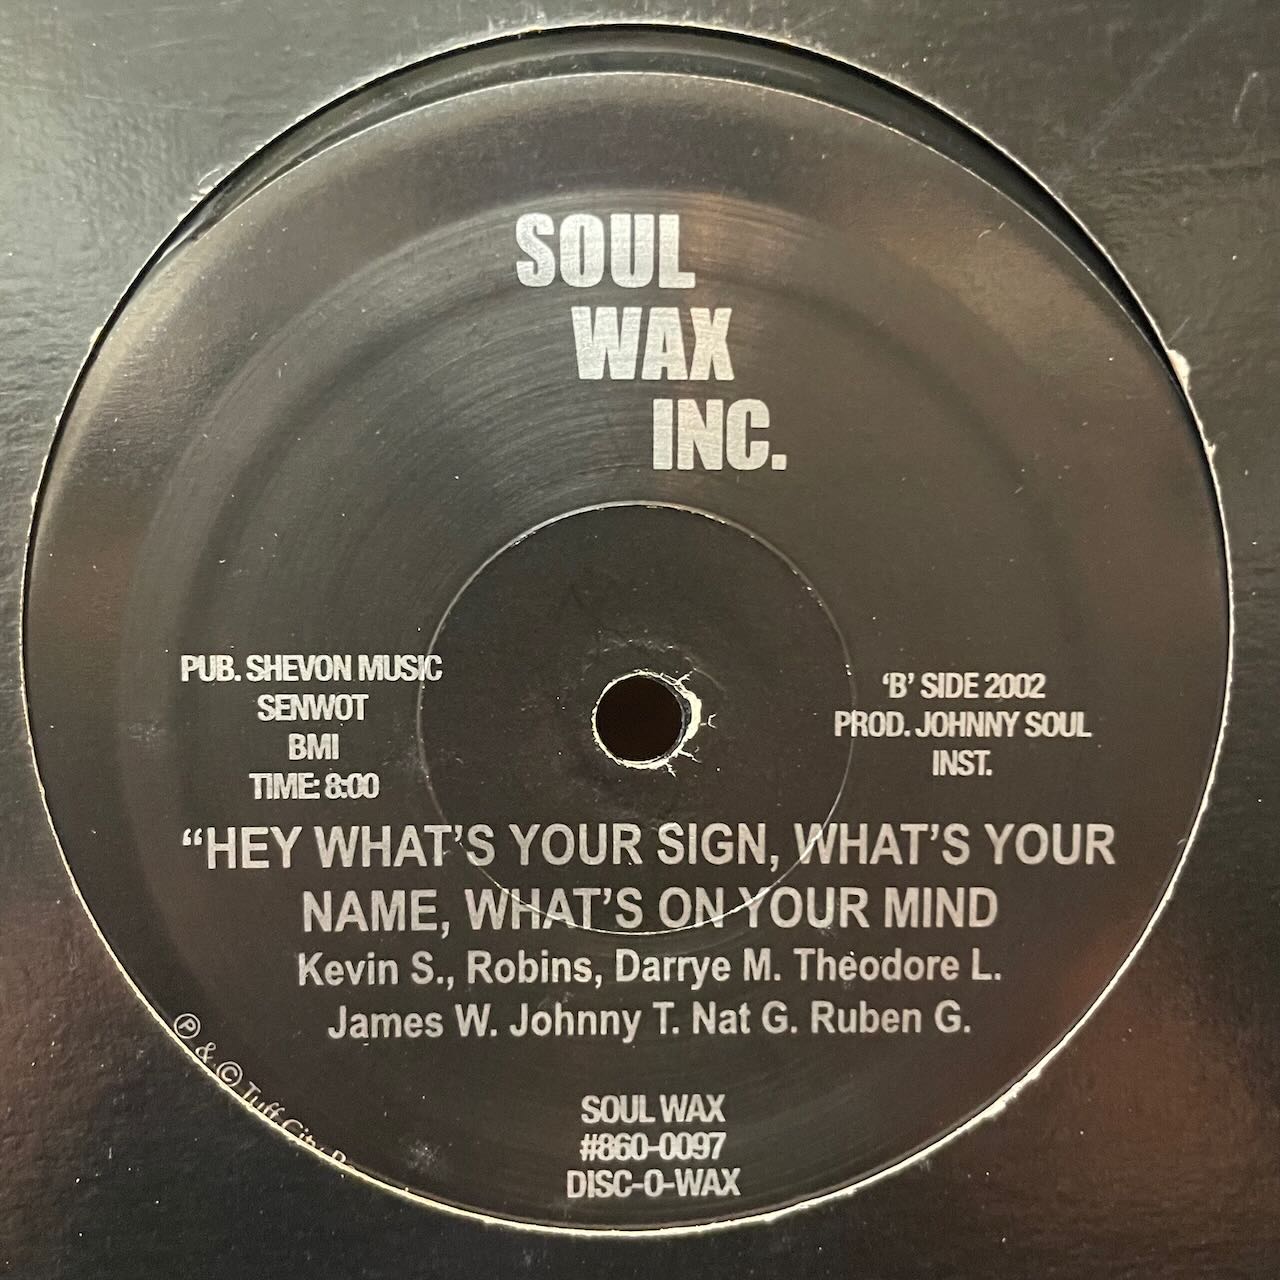 SOUL
WAX
INC.
PUB. SHEVON MUSIC
SENWOT
BMI
TIME: 8:00
'B' SIDE 2002
PROD. JOHNNY SOUL
INST.
“HEY WHAT'S YOUR SIGN, WHAT'S YOUR
NAME, WHAT'S ON YOUR MIND
Kevin S., Robins, Darrye M. Theodore L.
James W. Johnny T. Nat G. Ruben G.
℗ & © Tuff City
SOUL WAX
#860-0097
DISC-O-WAX